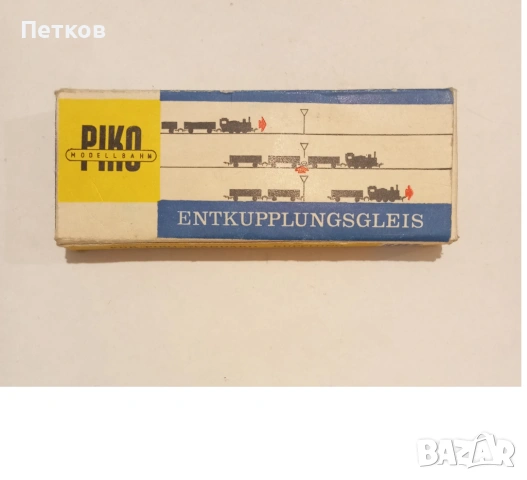 Петков
PIKO
MODELLBAHN
ENTKUPPLUNGSGLEIS
BAZAR